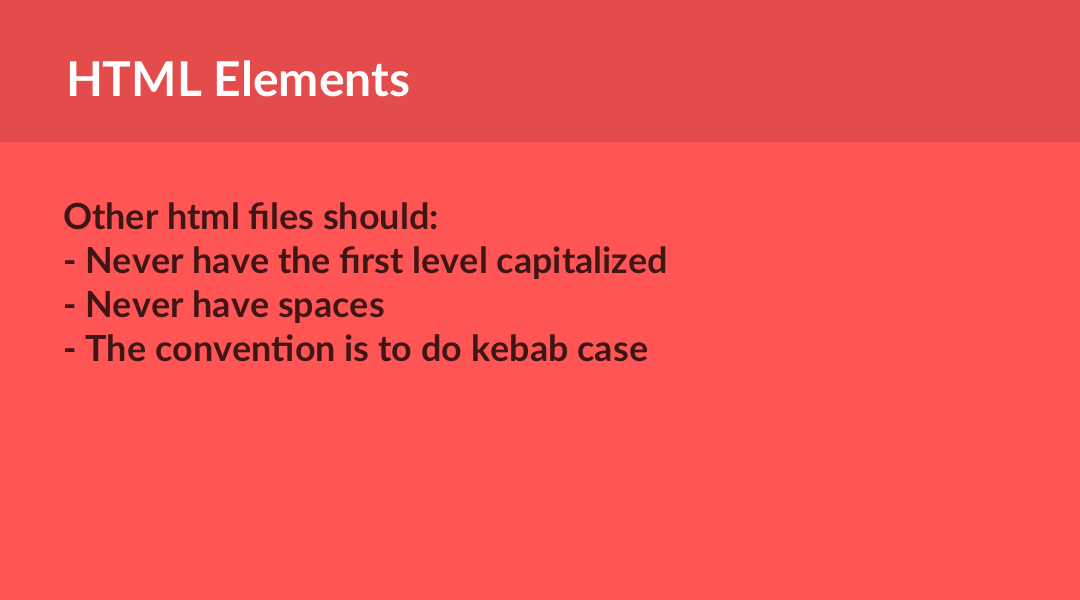 HTML Elements
Other html files should:
- Never have the first level capitalized
- Never have spaces
- The convention is to do kebab case